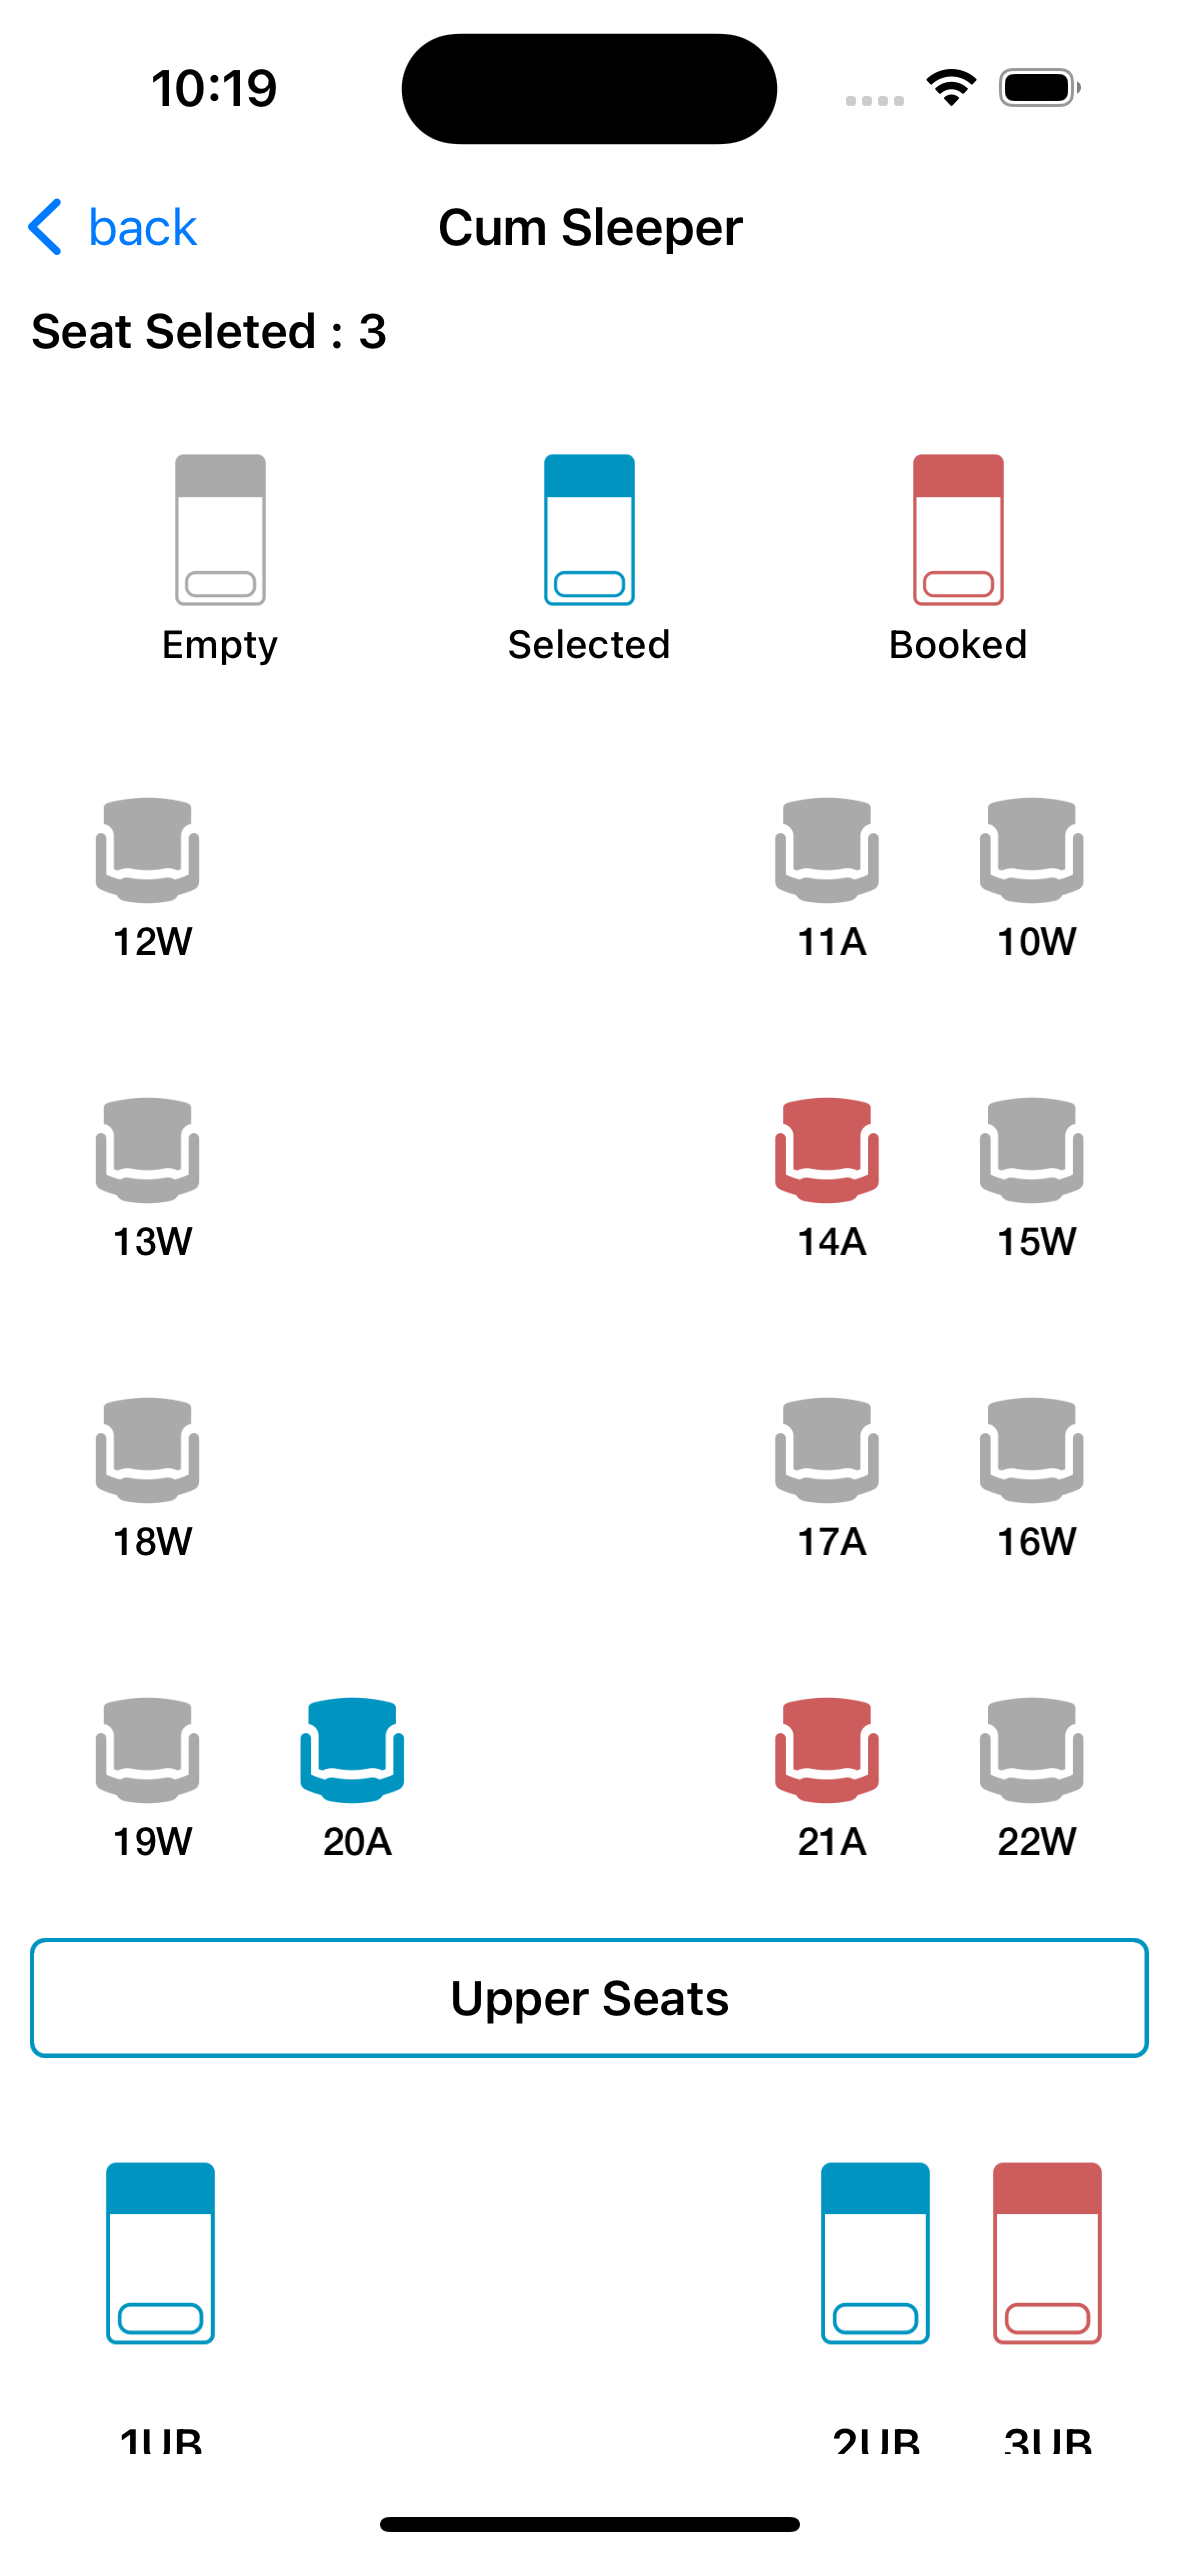 10:19
back
Cum Sleeper
Seat Seleted : 3
Empty Selected Booked
12W 11A 10W
13W 14A 15W
18W 17A 16W
19W 20A 21A 22W
Upper Seats
1UB 2UB 3UB